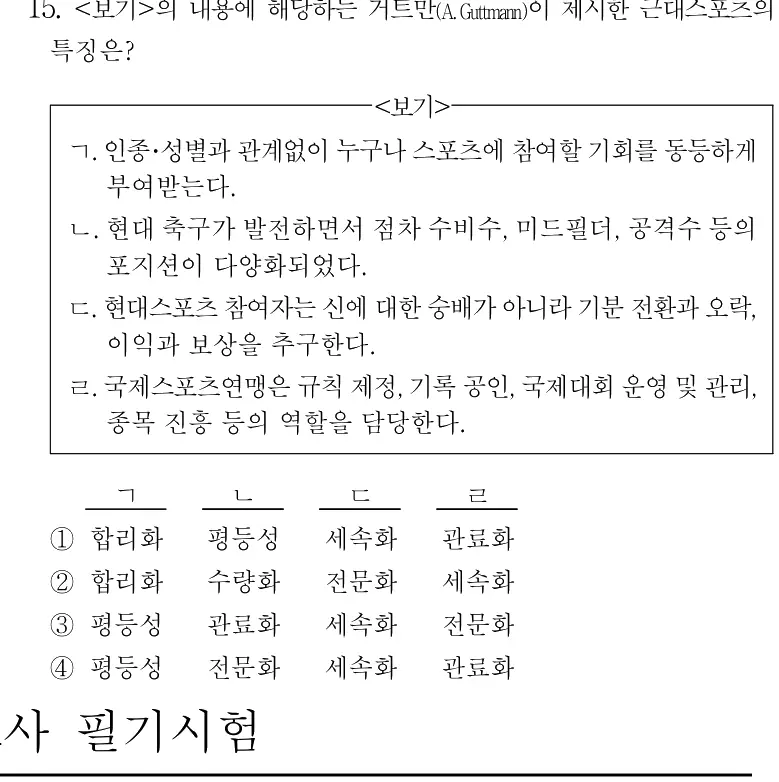 15. <보기>의 내용에 해당하는 거트만(A. Guttmann)이 제시한 근대스포츠의
특징은?
<보기>
ㄱ. 인종·성별과 관계없이 누구나 스포츠에 참여할 기회를 동등하게
부여받는다.
ㄴ. 현대 축구가 발전하면서 점차 수비수, 미드필더, 공격수 등의
포지션이 다양화되었다.
ㄷ. 현대스포츠 참여자는 신에 대한 숭배가 아니라 기분 전환과 오락,
이익과 보상을 추구한다.
ㄹ. 국제스포츠연맹은 규칙 제정, 기록 공인, 국제대회 운영 및 관리,
종목 진흥 등의 역할을 담당한다.
ㄱ ㄴ ㄷ ㄹ
① 합리화 평등성 세속화 관료화
② 합리화 수량화 전문화 세속화
③ 평등성 관료화 세속화 전문화
④ 평등성 전문화 세속화 관료화
사 필기시험